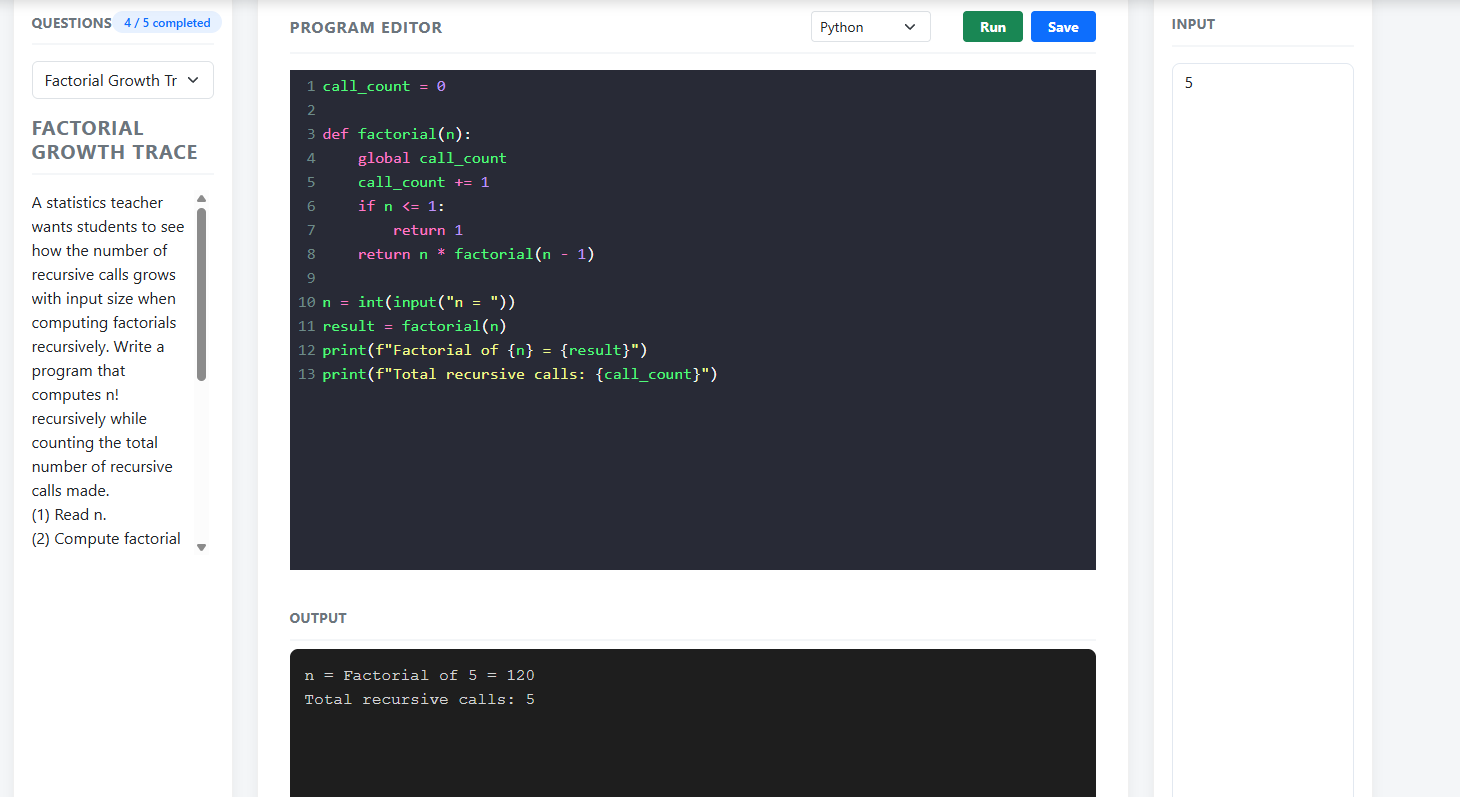 QUESTIONS 4 / 5 completed
Factorial Growth Tr
FACTORIAL
GROWTH TRACE
A statistics teacher
wants students to see
how the number of
recursive calls grows
with input size when
computing factorials
recursively. Write a
program that
computes n!
recursively while
counting the total
number of recursive
calls made.
(1) Read n.
(2) Compute factorial
PROGRAM EDITOR
Python
Run
Save
1 call_count = 0
2
3 def factorial(n):
4     global call_count
5     call_count += 1
6     if n <= 1:
7         return 1
8     return n * factorial(n - 1)
9
10 n = int(input("n = "))
11 result = factorial(n)
12 print(f"Factorial of {n} = {result}")
13 print(f"Total recursive calls: {call_count}")
OUTPUT
n = Factorial of 5 = 120
Total recursive calls: 5
INPUT
5